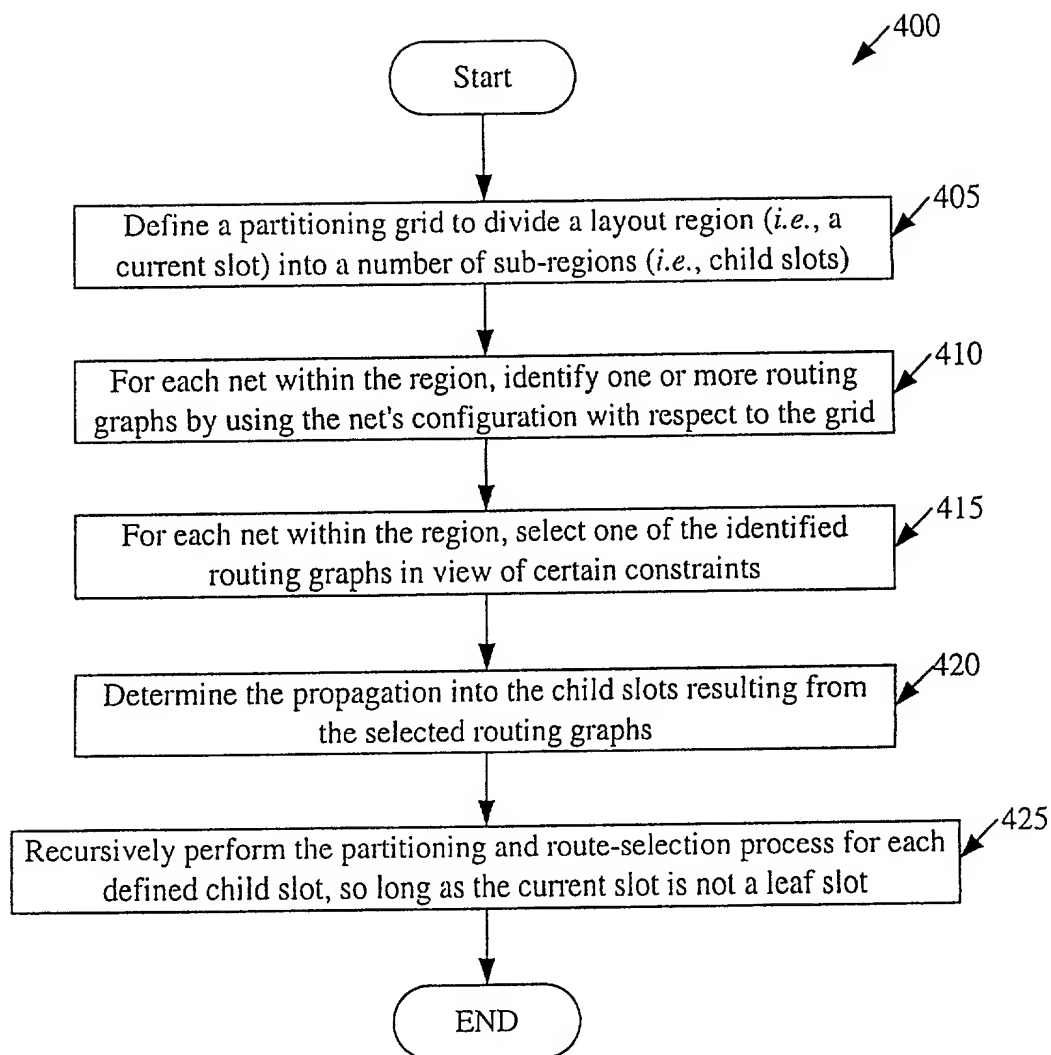 400
Start
405
Define a partitioning grid to divide a layout region (i.e., a
current slot) into a number of sub-regions (i.e., child slots)
410
For each net within the region, identify one or more routing
graphs by using the net's configuration with respect to the grid
415
For each net within the region, select one of the identified
routing graphs in view of certain constraints
420
Determine the propagation into the child slots resulting from
the selected routing graphs
425
Recursively perform the partitioning and route-selection process for each
defined child slot, so long as the current slot is not a leaf slot
END